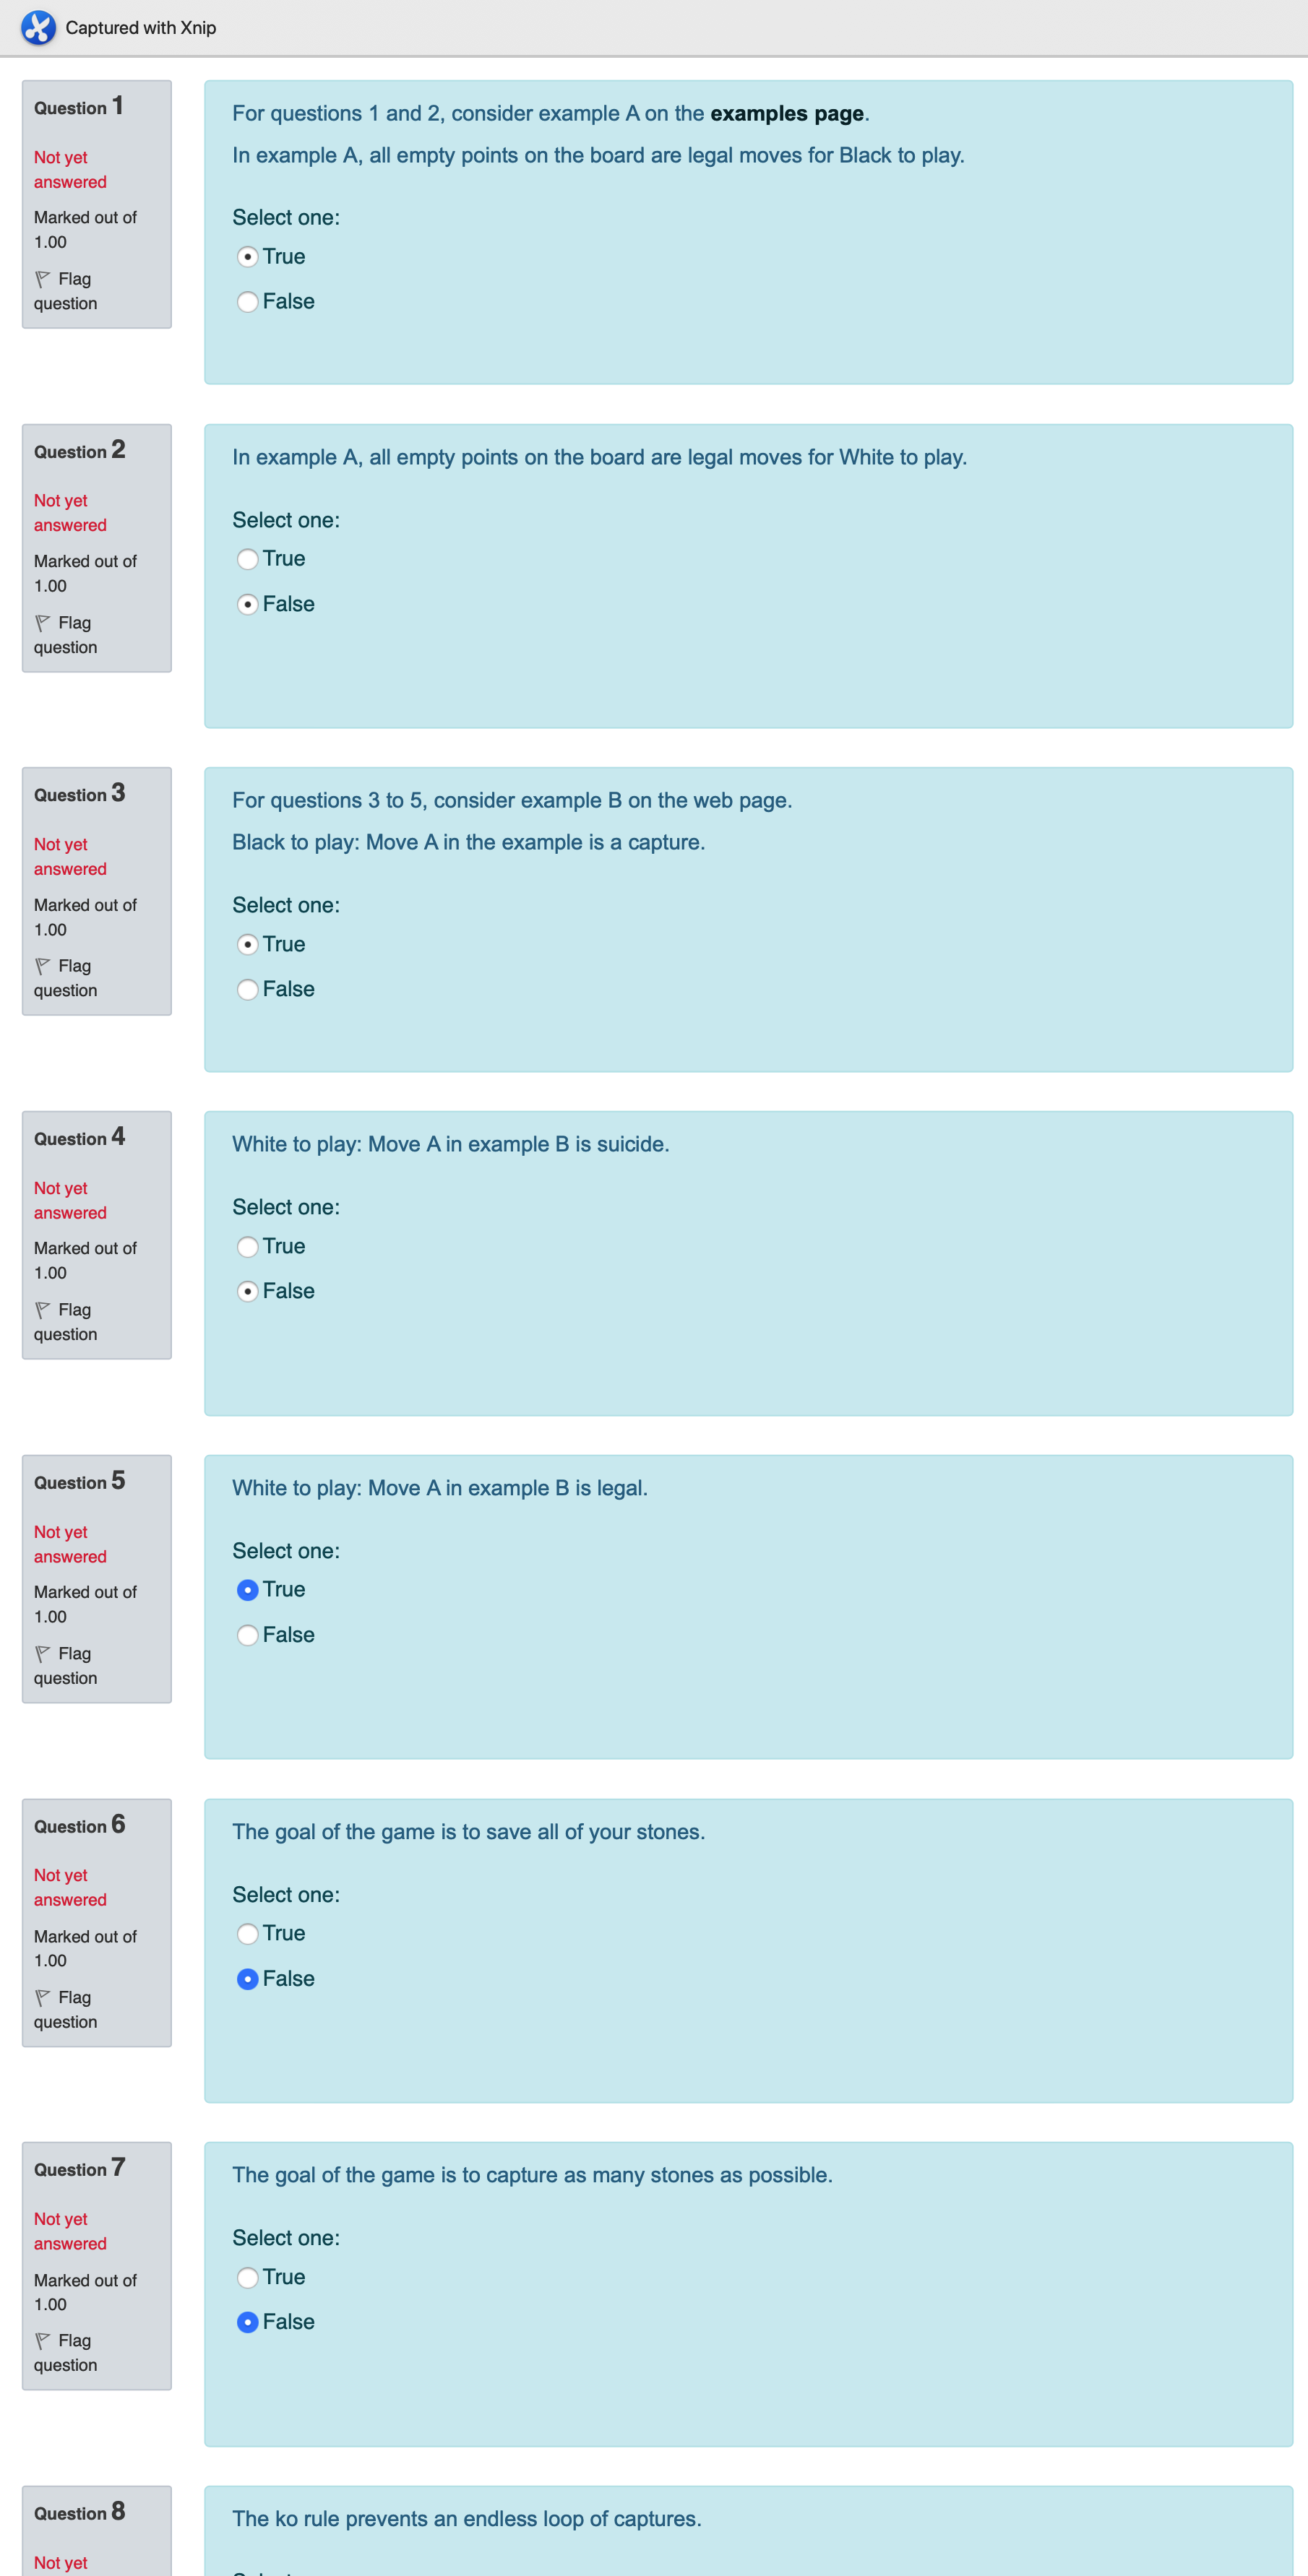 Captured with Xnip
Question 1
Not yet
answered
Marked out of
1.00
Flag
question
For questions 1 and 2, consider example A on the examples page.
In example A, all empty points on the board are legal moves for Black to play.
Select one:
True
False
Question 2
Not yet
answered
Marked out of
1.00
Flag
question
In example A, all empty points on the board are legal moves for White to play.
Select one:
True
False
Question 3
Not yet
answered
Marked out of
1.00
Flag
question
For questions 3 to 5, consider example B on the web page.
Black to play: Move A in the example is a capture.
Select one:
True
False
Question 4
Not yet
answered
Marked out of
1.00
Flag
question
White to play: Move A in example B is suicide.
Select one:
True
False
Question 5
Not yet
answered
Marked out of
1.00
Flag
question
White to play: Move A in example B is legal.
Select one:
True
False
Question 6
Not yet
answered
Marked out of
1.00
Flag
question
The goal of the game is to save all of your stones.
Select one:
True
False
Question 7
Not yet
answered
Marked out of
1.00
Flag
question
The goal of the game is to capture as many stones as possible.
Select one:
True
False
Question 8
Not yet
The ko rule prevents an endless loop of captures.